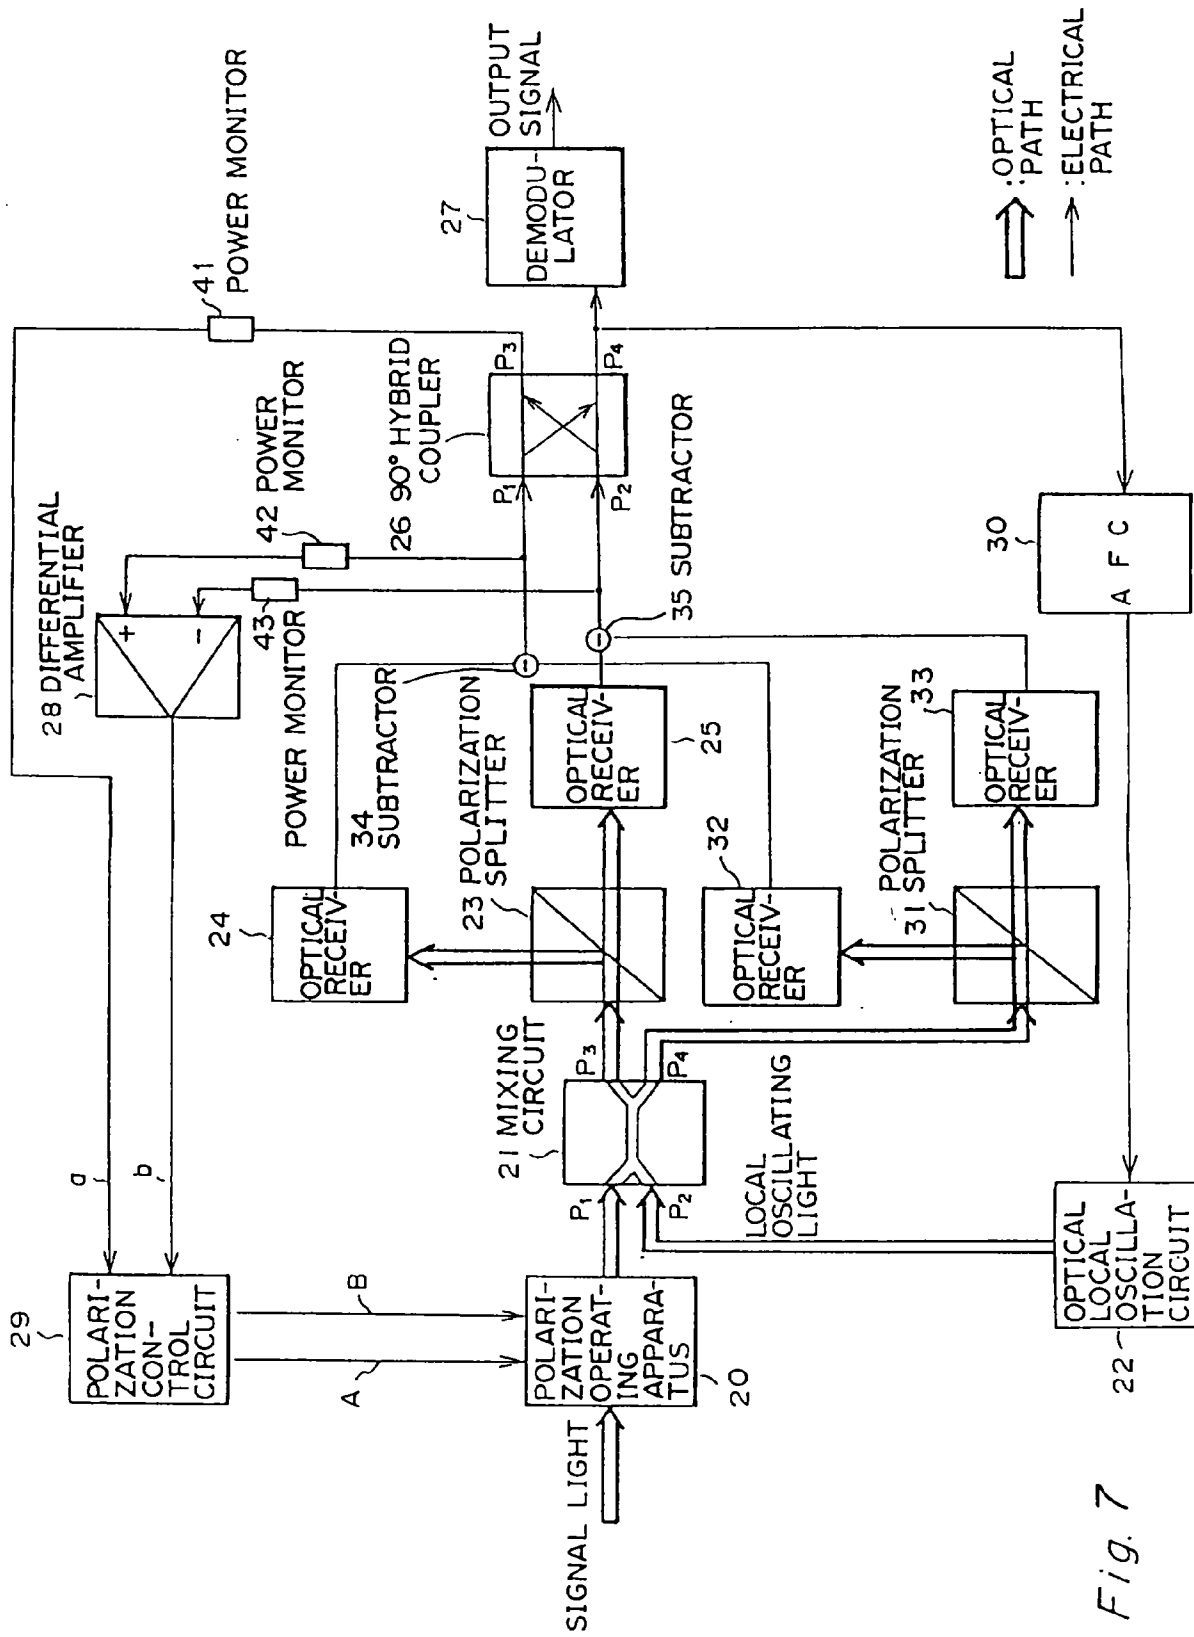 29
POLARI-
ZATION
CON-
TROL
CIRCUIT
a
b
A
B
28 DIFFERENTIAL
AMPLIFIER
+
-
41
POWER MONITOR
42 POWER
MONITOR
43
POWER MONITOR
24
OPTICAL
RECEIV-
ER
34
SUBTRACTOR
-
26 90° HYBRID
COUPLER
P1
P2
P3
P4
27
DEMODU-
LATOR
OUTPUT
SIGNAL
SIGNAL LIGHT
POLARI-
ZATION
OPERAT-
ING
APPARA-
TUS
20
21 MIXING
CIRCUIT
P1
P2
P3
P4
23 POLARIZATION
SPLITTER
OPTICAL
RECEIV-
ER
25
-
35 SUBTRACTOR
LOCAL
OSCILLATING
LIGHT
32
OPTICAL
RECEIV-
ER
POLARIZATION
31 SPLITTER
33
OPTICAL
RECEIV-
ER
30
A F C
OPTICAL
LOCAL
OSCILLA-
TION
CIRCUIT
22
:OPTICAL
PATH
:ELECTRICAL
PATH
Fig. 7